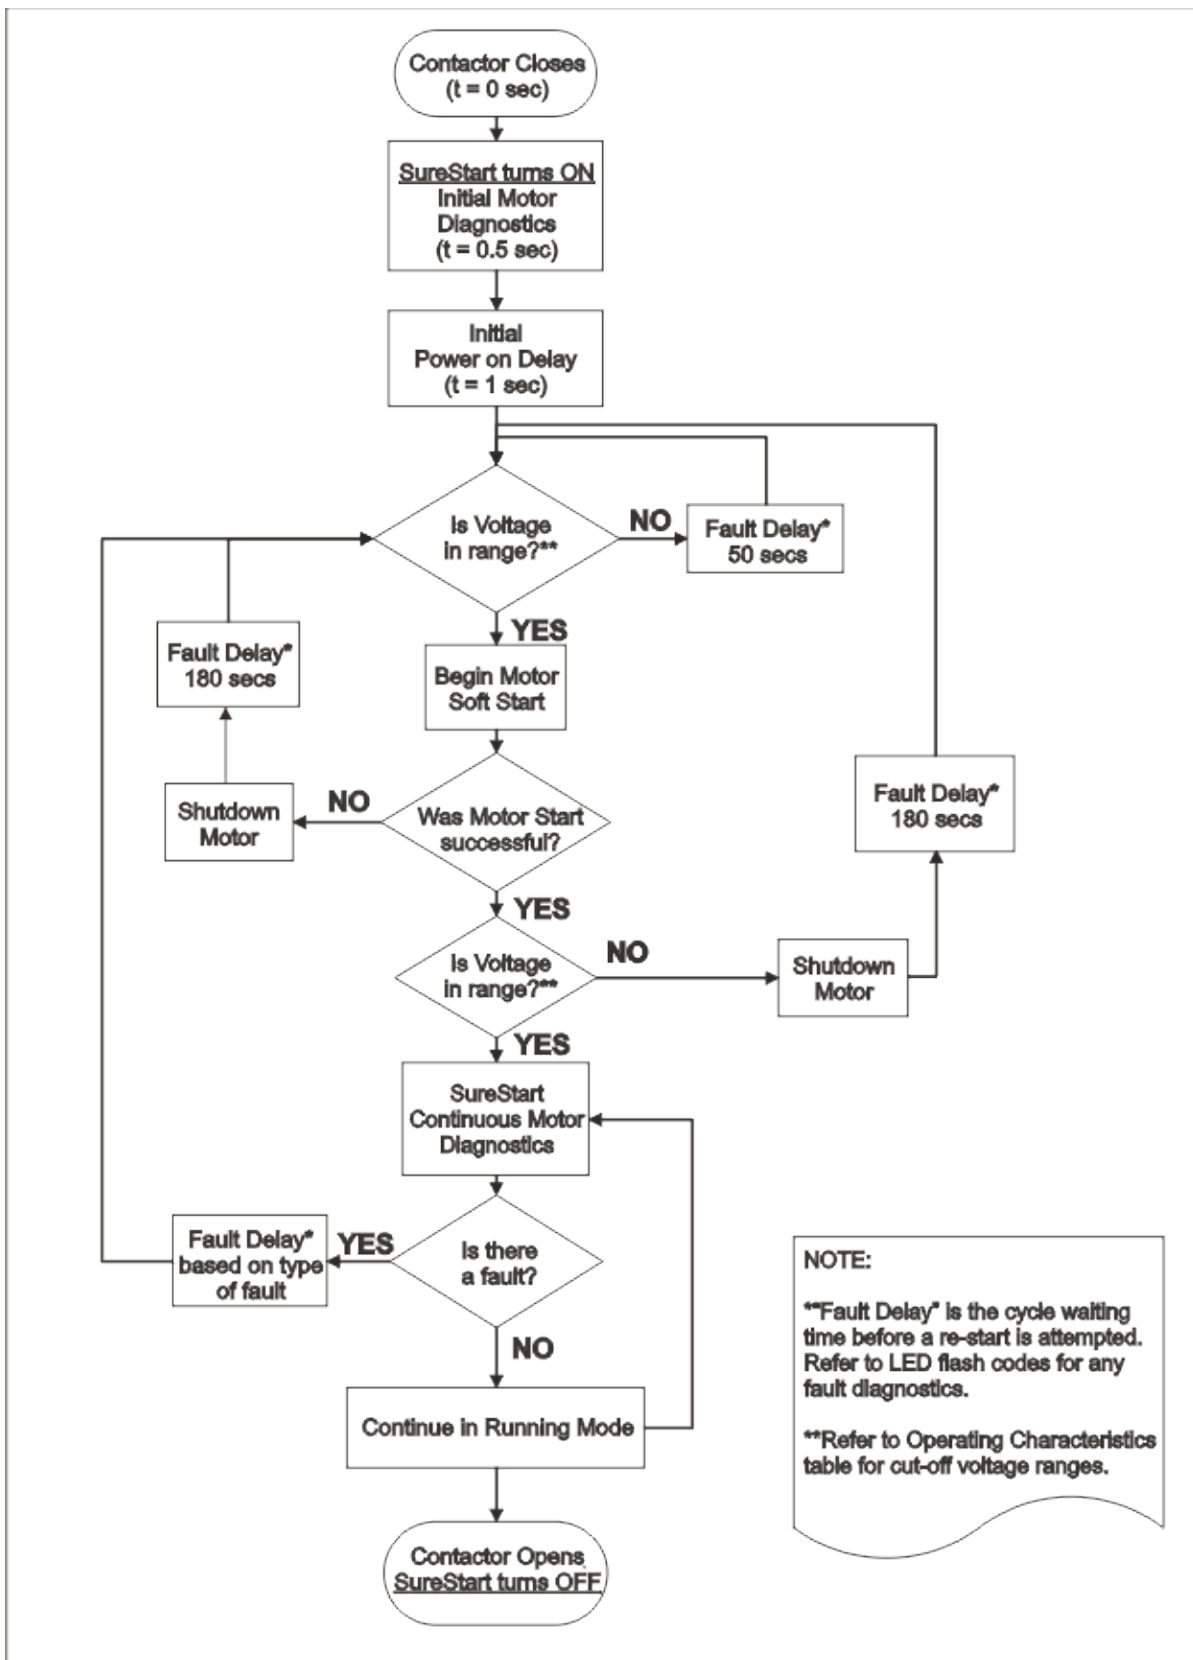 Contactor Closes
(t = 0 sec)
SureStart turns ON
Initial Motor
Diagnostics
(t = 0.5 sec)
Initial
Power on Delay
(t = 1 sec)
Is Voltage
in range?**
NO
Fault Delay*
50 secs
YES
Fault Delay*
180 secs
Begin Motor
Soft Start
Shutdown
Motor
NO
Was Motor Start
successful?
Fault Delay*
180 secs
YES
Is Voltage
in range?**
NO
Shutdown
Motor
YES
SureStart
Continuous Motor
Diagnostics
Fault Delay*
based on type
of fault
YES
Is there
a fault?
NO
Continue in Running Mode
Contactor Opens
SureStart turns OFF
NOTE:
*"Fault Delay" is the cycle waiting
time before a re-start is attempted.
Refer to LED flash codes for any
fault diagnostics.
**Refer to Operating Characteristics
table for cut-off voltage ranges.